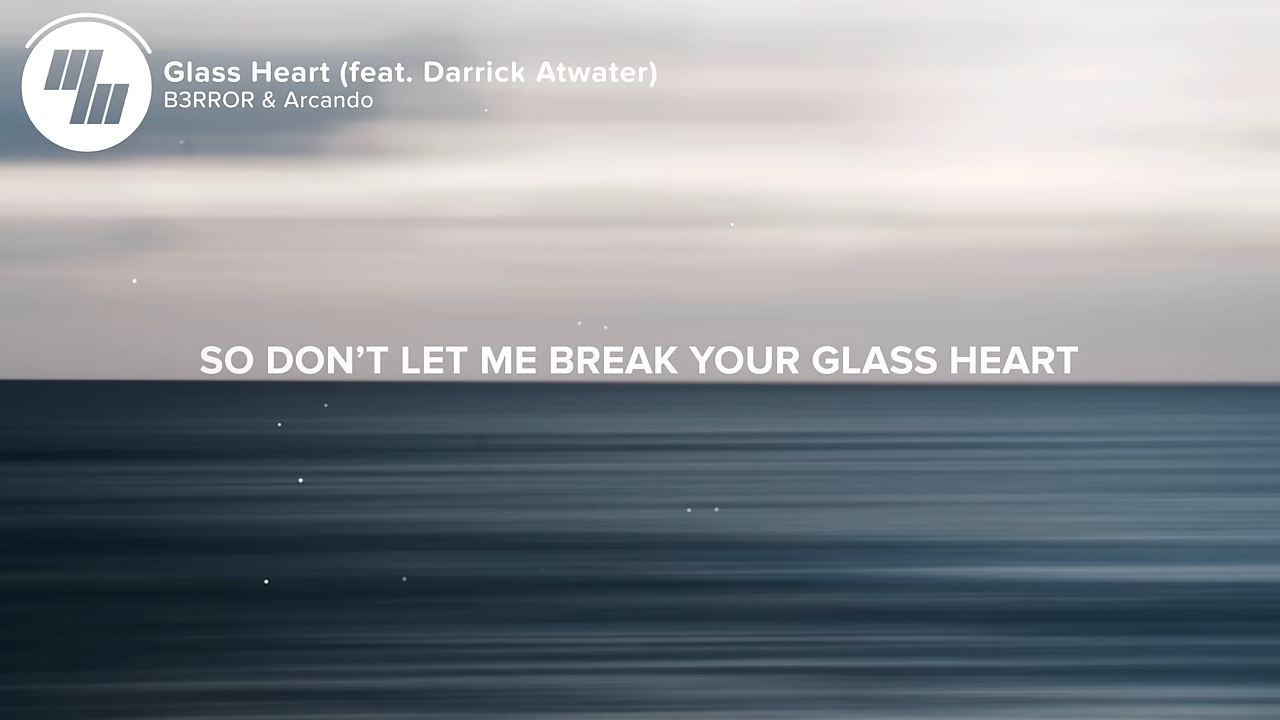 Glass Heart (feat. Darrick Atwater)
B3RROR & Arcando
SO DON’T LET ME BREAK YOUR GLASS HEART